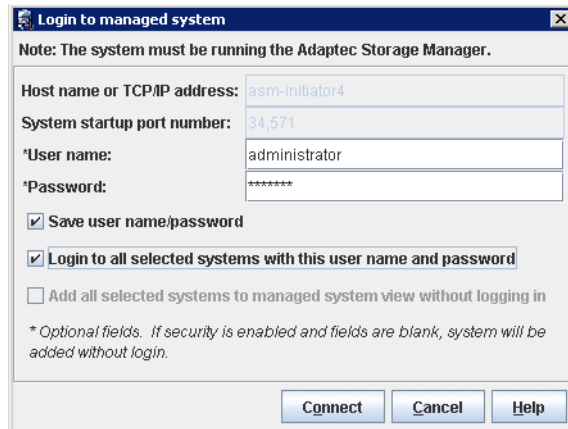 Login to managed system
Note: The system must be running the Adaptec Storage Manager.
Host name or TCP/IP address: asm-initiator4
System startup port number: 34,571
*User name: administrator
*Password: *******
Save user name/password
Login to all selected systems with this user name and password
Add all selected systems to managed system view without logging in
* Optional fields. If security is enabled and fields are blank, system will be
added without login.
Connect Cancel Help